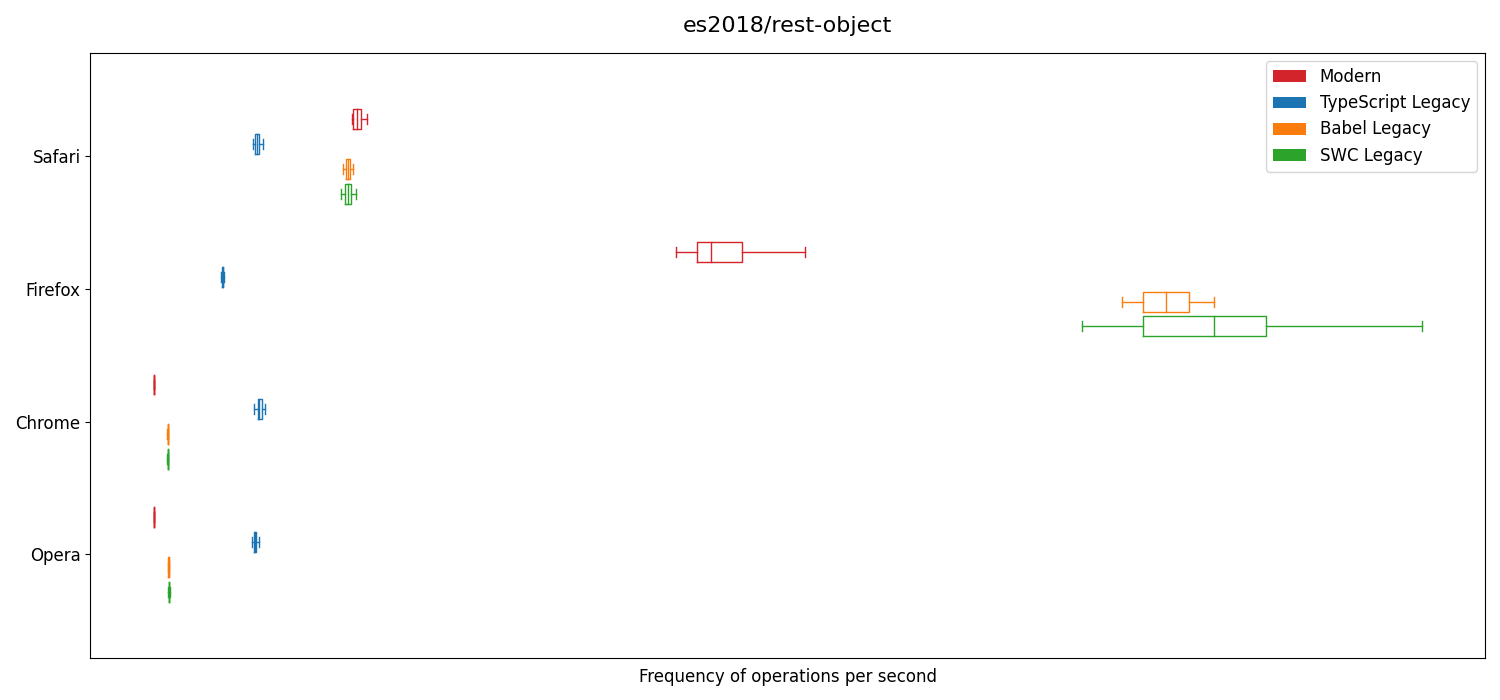 es2018/rest-object
Modern
TypeScript Legacy
Babel Legacy
SWC Legacy
Safari
Firefox
Chrome
Opera
Frequency of operations per second